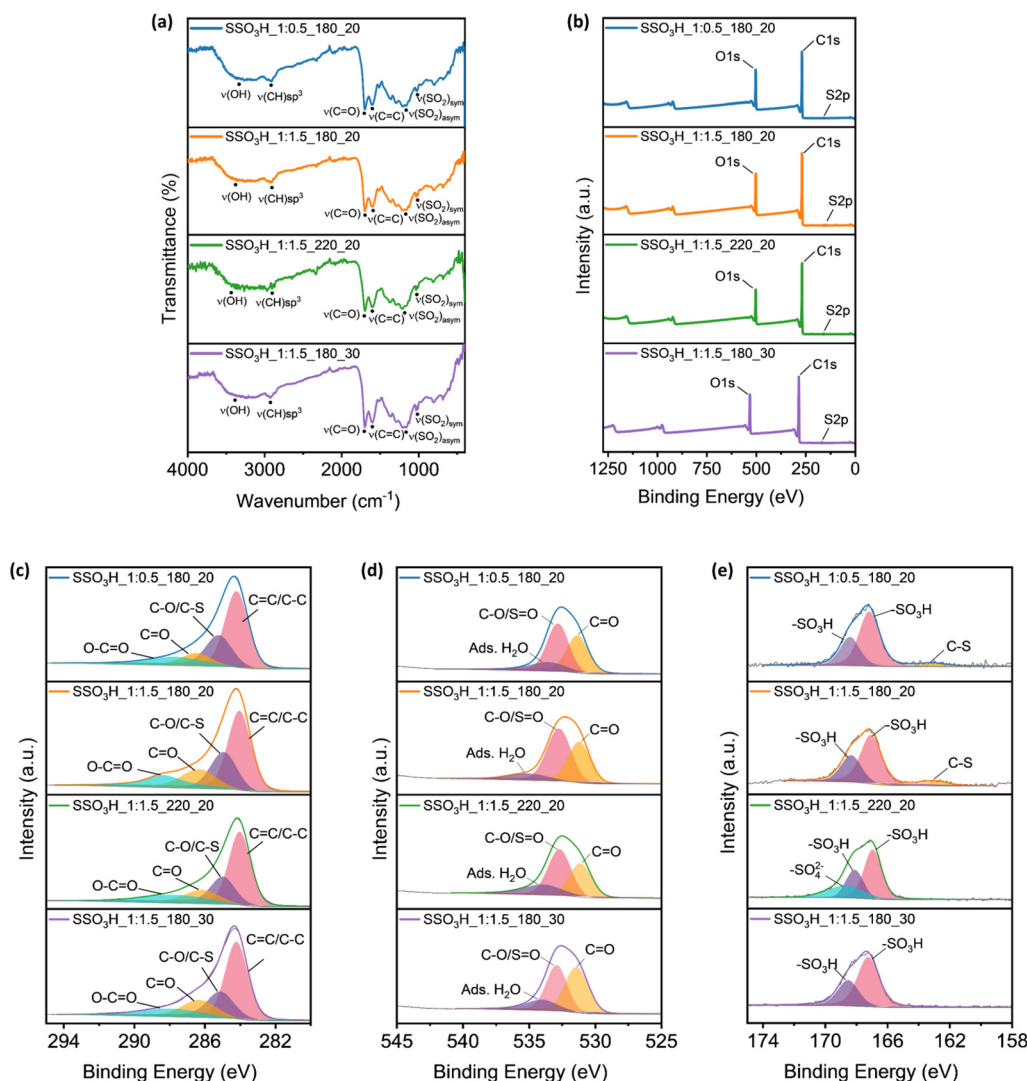 (a)
SSO₃H_1:0.5_180_20
ν(OH)
ν(CH)sp³
ν(C=O)
ν(C=C)
ν(SO₂)sym
ν(SO₂)asym
SSO₃H_1:1.5_180_20
ν(OH)
ν(CH)sp³
ν(C=O)
ν(C=C)
ν(SO₂)sym
ν(SO₂)asym
SSO₃H_1:1.5_220_20
ν(OH)
ν(CH)sp³
ν(C=O)
ν(C=C)
ν(SO₂)sym
ν(SO₂)asym
SSO₃H_1:1.5_180_30
ν(OH)
ν(CH)sp³
ν(C=O)
ν(C=C)
ν(SO₂)sym
ν(SO₂)asym
Transmittance (%)
4000 3000 2000 1000
Wavenumber (cm⁻¹)
(b)
SSO₃H_1:0.5_180_20
O1s
C1s
S2p
SSO₃H_1:1.5_180_20
O1s
C1s
S2p
SSO₃H_1:1.5_220_20
O1s
C1s
S2p
SSO₃H_1:1.5_180_30
O1s
C1s
S2p
Intensity (a.u.)
1250 1000 750 500 250 0
Binding Energy (eV)
(c)
SSO₃H_1:0.5_180_20
C-O/C-S
C=C/C-C
C=O
O-C=O
SSO₃H_1:1.5_180_20
C-O/C-S
C=C/C-C
C=O
O-C=O
SSO₃H_1:1.5_220_20
C-O/C-S
C=C/C-C
C=O
O-C=O
SSO₃H_1:1.5_180_30
C-O/C-S
C=C/C-C
C=O
O-C=O
Intensity (a.u.)
294 290 286 282
Binding Energy (eV)
(d)
SSO₃H_1:0.5_180_20
C-O/S=O
C=O
Ads. H₂O
SSO₃H_1:1.5_180_20
C-O/S=O
C=O
Ads. H₂O
SSO₃H_1:1.5_220_20
C-O/S=O
C=O
Ads. H₂O
SSO₃H_1:1.5_180_30
C-O/S=O
C=O
Ads. H₂O
Intensity (a.u.)
545 540 535 530 525
Binding Energy (eV)
(e)
SSO₃H_1:0.5_180_20
-SO₃H
-SO₃H
C-S
SSO₃H_1:1.5_180_20
-SO₃H
-SO₃H
C-S
SSO₃H_1:1.5_220_20
-SO₃H
-SO₃H
-SO₄²⁻
SSO₃H_1:1.5_180_30
-SO₃H
-SO₃H
Intensity (a.u.)
174 170 166 162 158
Binding Energy (eV)